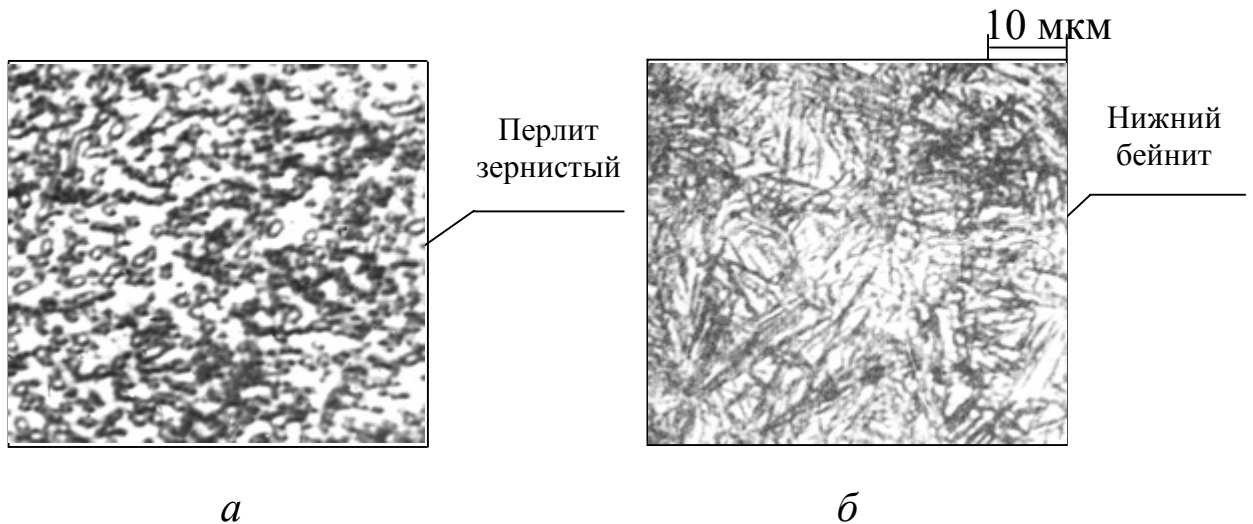 10 мкм
Перлит
зернистый
Нижний
бейнит
а
б